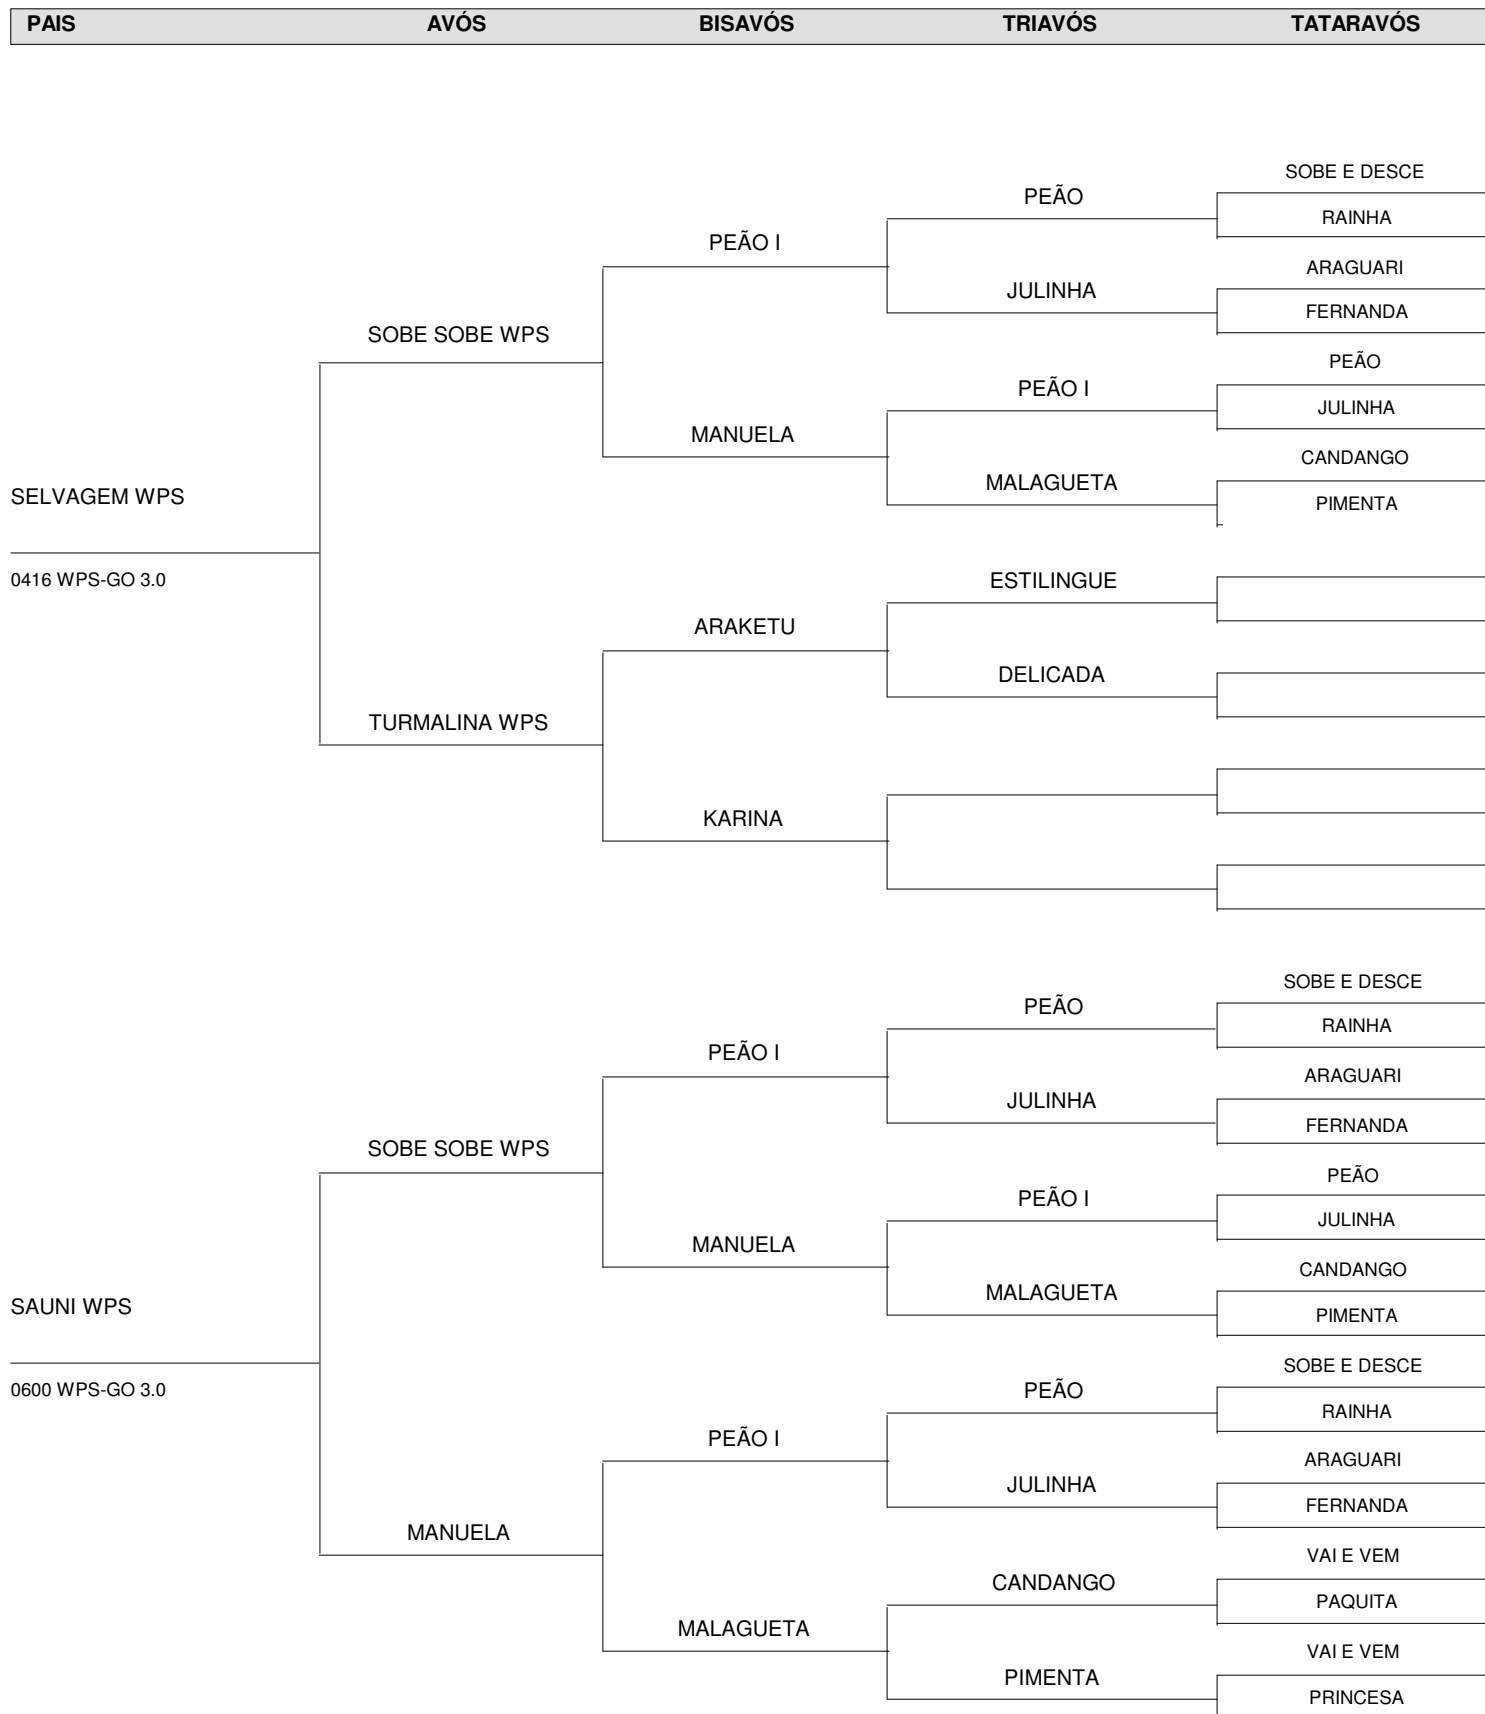 PAIS AVÓS BISAVÓS TRIAVÓS TATARAVÓS
SOBE E DESCE
PEÃO
RAINHA
PEÃO I
ARAGUARI
JULINHA
FERNANDA
SOBE SOBE WPS
PEÃO
PEÃO I
JULINHA
MANUELA
CANDANGO
MALAGUETA
PIMENTA
SELVAGEM WPS
0416 WPS-GO 3.0
ESTILINGUE
ARAKETU
DELICADA
TURMALINA WPS
KARINA
SOBE E DESCE
PEÃO
RAINHA
PEÃO I
ARAGUARI
JULINHA
FERNANDA
SOBE SOBE WPS
PEÃO
PEÃO I
JULINHA
MANUELA
CANDANGO
MALAGUETA
PIMENTA
SAUNI WPS
0600 WPS-GO 3.0
SOBE E DESCE
PEÃO
RAINHA
PEÃO I
ARAGUARI
JULINHA
FERNANDA
MANUELA
VAI E VEM
CANDANGO
PAQUITA
MALAGUETA
VAI E VEM
PIMENTA
PRINCESA